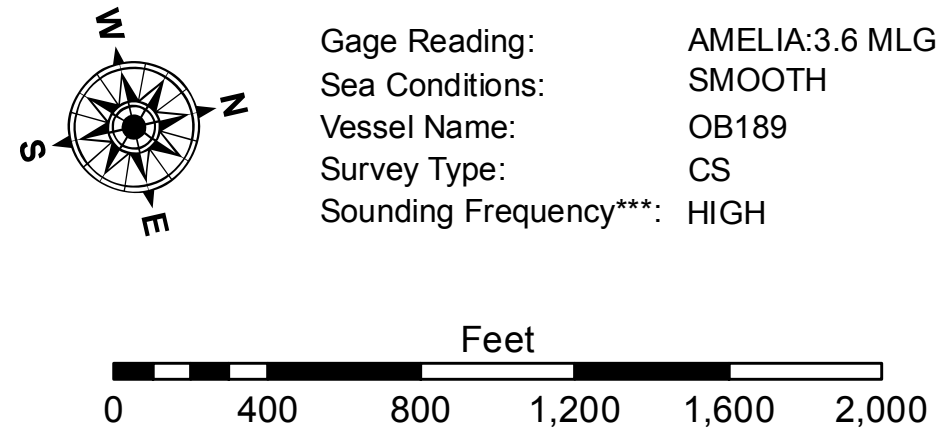 W
N
S
E
Gage Reading: AMELIA:3.6 MLG
Sea Conditions: SMOOTH
Vessel Name: OB189
Survey Type: CS
Sounding Frequency***: HIGH
Feet
0 400 800 1,200 1,600 2,000